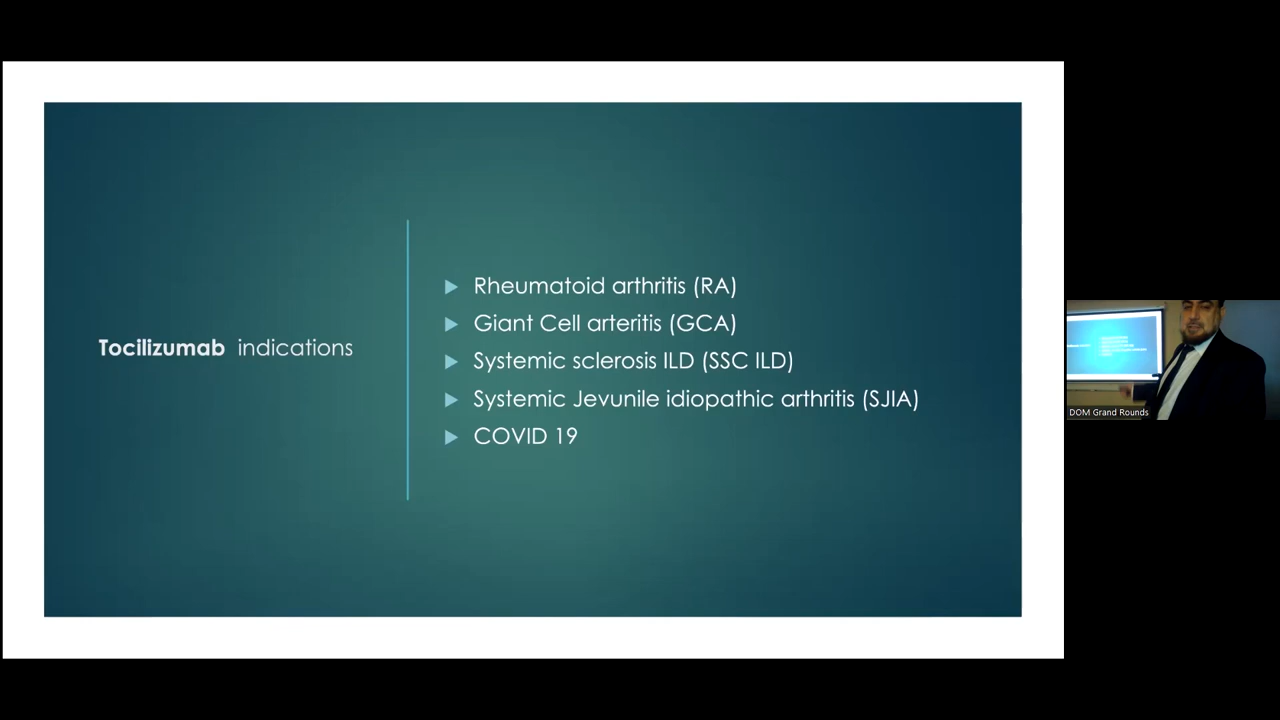 Tocilizumab indications
Rheumatoid arthritis (RA)
Giant Cell arteritis (GCA)
Systemic sclerosis ILD (SSC ILD)
Systemic Jevunile idiopathic arthritis (SJIA)
COVID 19
DOM Grand Rounds